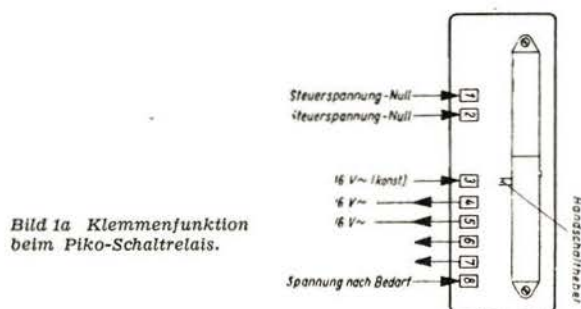 Steuerspannung-Null
Steuerspannung-Null
16 V~ (konst)
16 V~
16 V~
Spannung nach Bedarf
1
2
3
4
5
6
7
8
Handschalthebel
Bild 1a Klemmenfunktion
beim Piko-Schaltrelais.